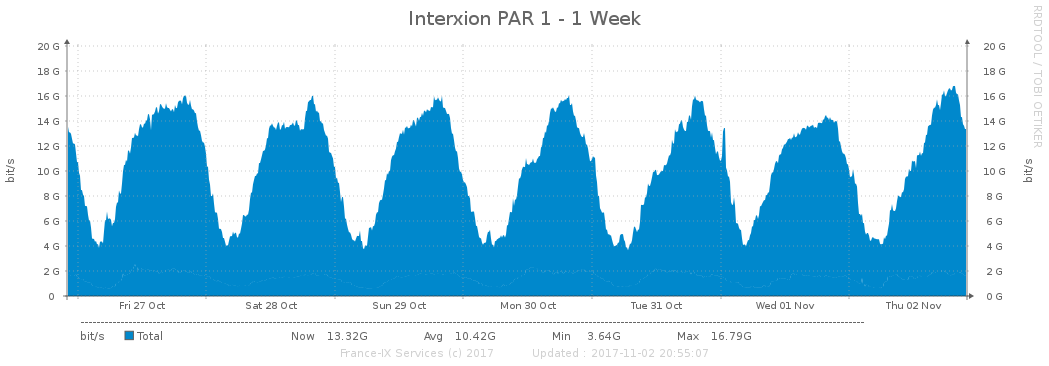 Interxion PAR 1 - 1 Week
RRDTOOL / TOBI OETIKER
20 G 20 G
18 G 18 G
16 G 16 G
14 G 14 G
12 G 12 G
10 G 10 G
8 G 8 G
6 G 6 G
4 G 4 G
2 G 2 G
0 0 G
bit/s
bit/s
Fri 27 Oct Sat 28 Oct Sun 29 Oct Mon 30 Oct Tue 31 Oct Wed 01 Nov Thu 02 Nov
bit/s Total Now 13.32G Avg 10.42G Min 3.64G Max 16.79G
France-IX Services (c) 2017 Updated : 2017-11-02 20:55:07